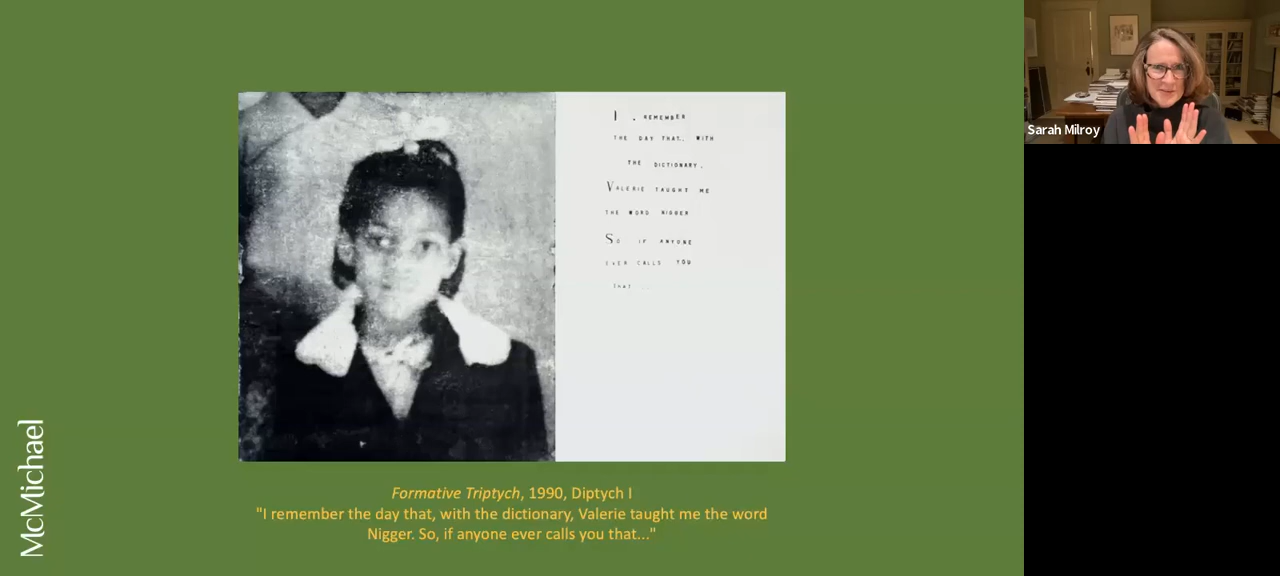 I . REMEMBER
THE DAY THAT.. WITH
THE DICTIONARY.
VALERIE TAUGHT ME
THE WORD NIGGER
SO IF ANYONE
EVER CALLS YOU
THAT ...
Formative Triptych, 1990, Diptych I
"I remember the day that, with the dictionary, Valerie taught me the word
Nigger. So, if anyone ever calls you that..."
McMichael
Sarah Milroy